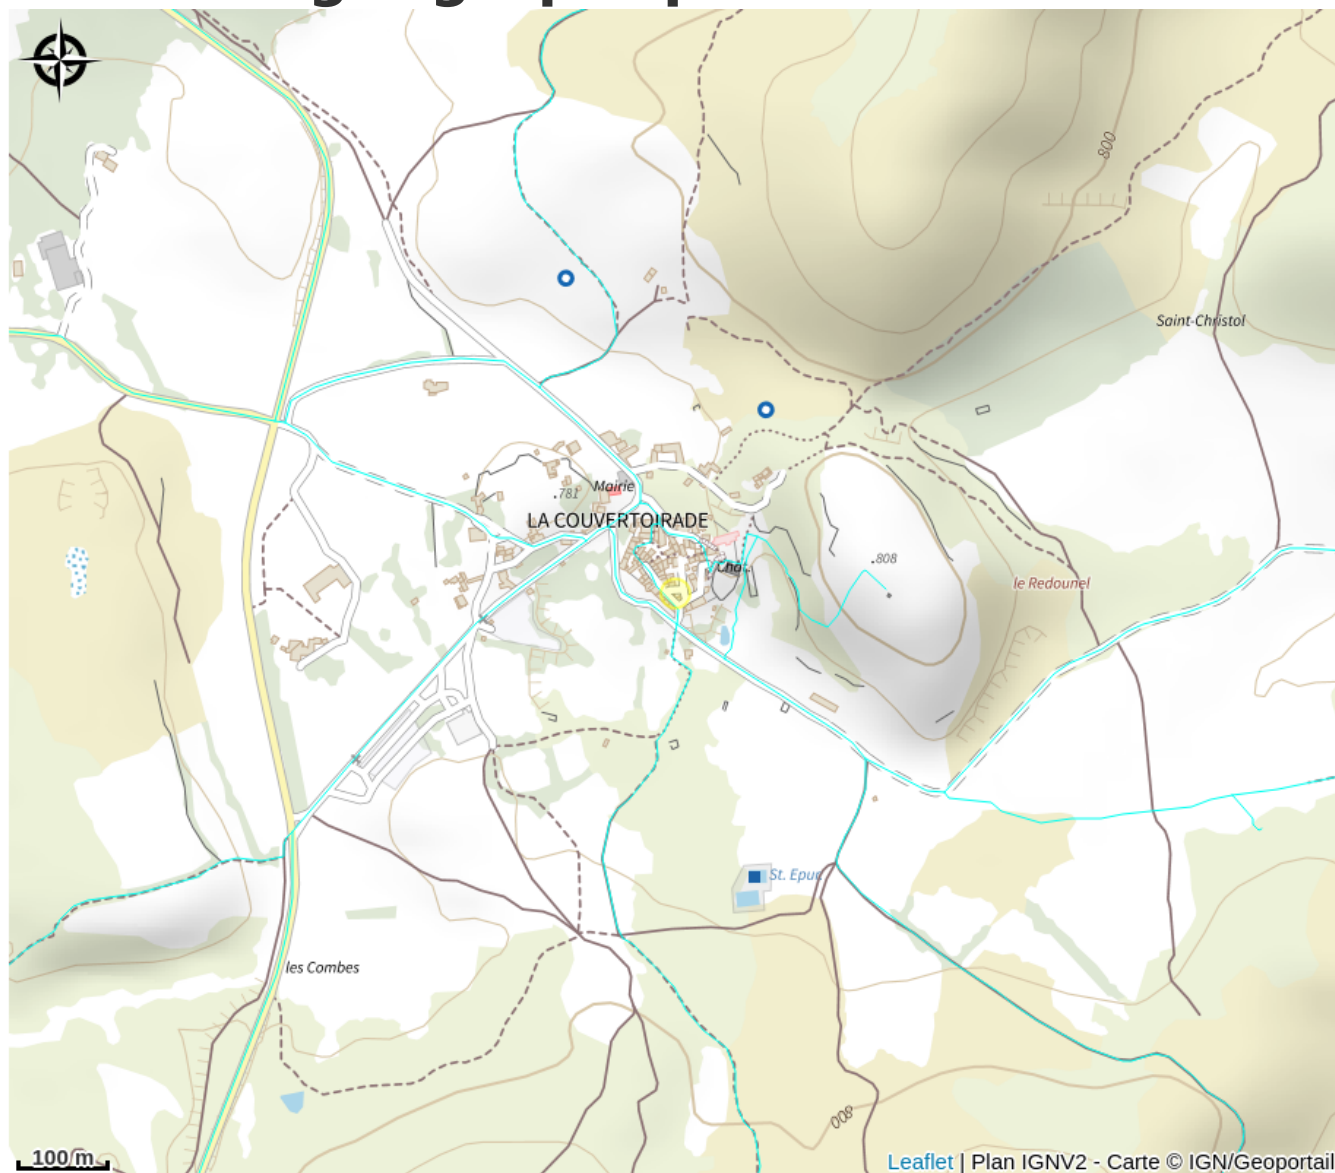 800
Saint-Christol
Mairie
.781
LA COUVERTOIRADE
Chât.
.808
le Redounel
St. Epur.
les Combes
800
100 m
Leaflet | Plan IGNV2 - Carte © IGN/Geoportail